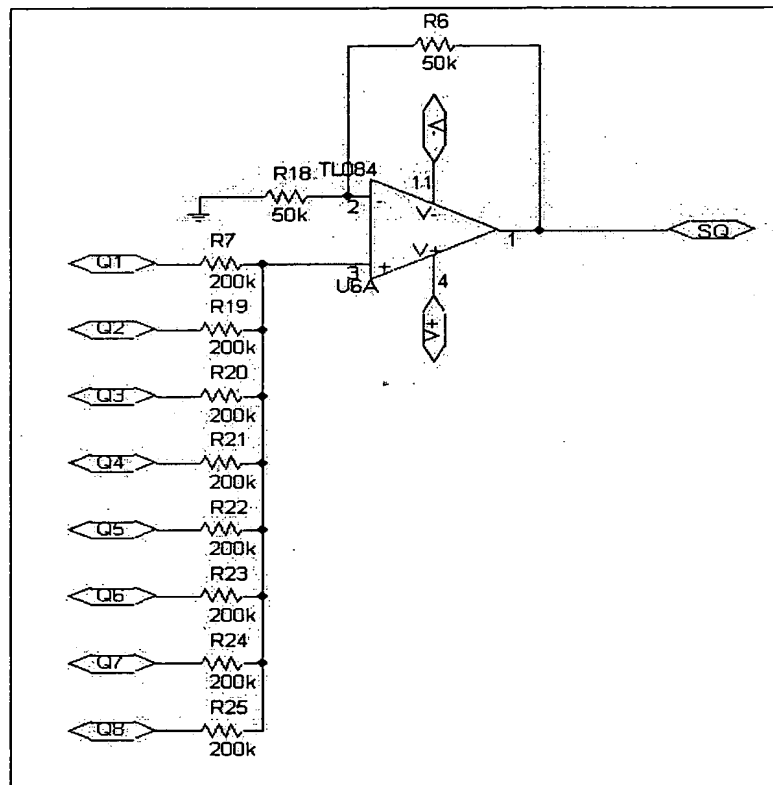 R6
50k
V-
R18 TL084
11
50k
2
-
V-
V+
1
SQ
Q1
R7
200k
3
+
U6A
4
V+
Q2
R19
200k
Q3
R20
200k
Q4
R21
200k
Q5
R22
200k
Q6
R23
200k
Q7
R24
200k
Q8
R25
200k